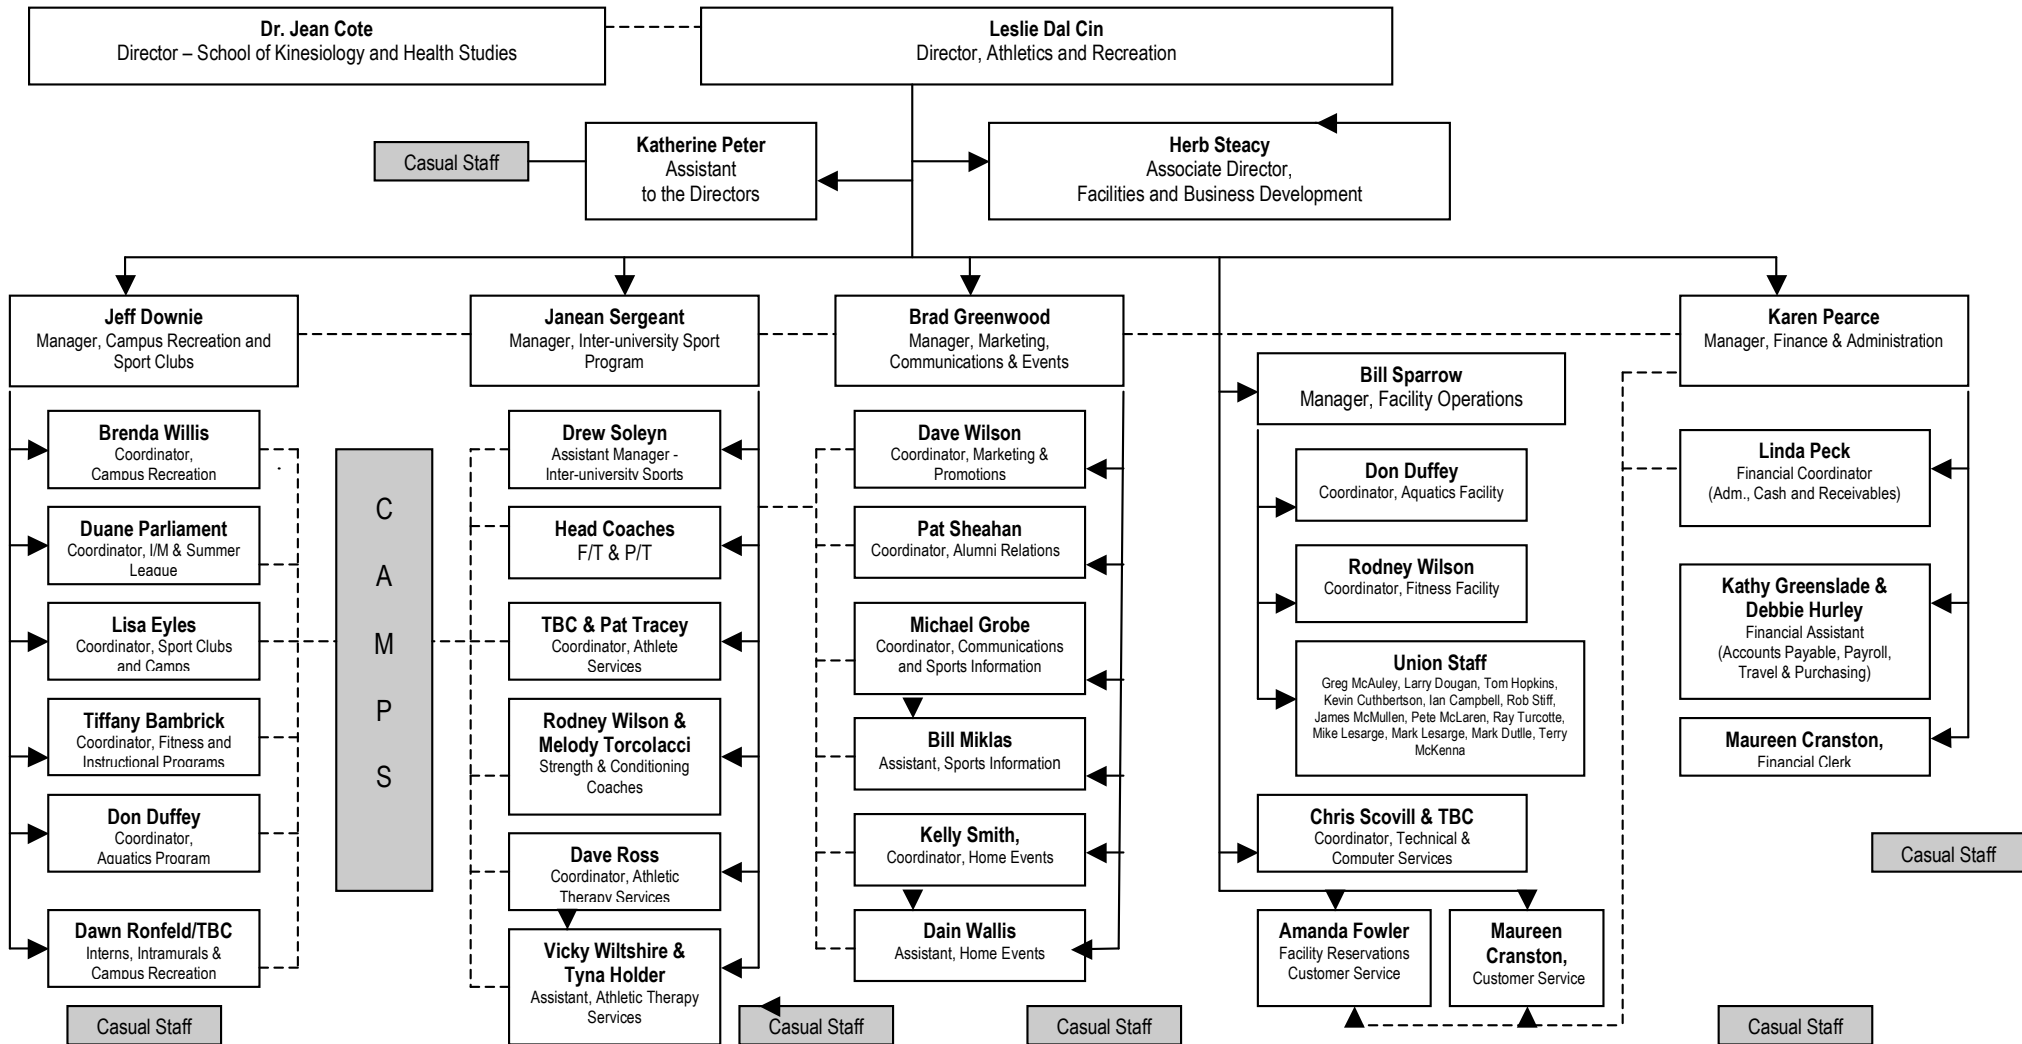 Dr. Jean Cote
Director – School of Kinesiology and Health Studies
Leslie Dal Cin
Director, Athletics and Recreation
Casual Staff
Katherine Peter
Assistant
to the Directors
Herb Steacy
Associate Director,
Facilities and Business Development
Jeff Downie
Manager, Campus Recreation and
Sport Clubs
Janean Sergeant
Manager, Inter-university Sport
Program
Brad Greenwood
Manager, Marketing,
Communications & Events
Karen Pearce
Manager, Finance & Administration
Brenda Willis
Coordinator,
Campus Recreation
Duane Parliament
Coordinator, I/M & Summer
League
Lisa Eyles
Coordinator, Sport Clubs
and Camps
Tiffany Bambrick
Coordinator, Fitness and
Instructional Programs
Don Duffey
Coordinator,
Aquatics Program
Dawn Ronfeld/TBC
Interns, Intramurals &
Campus Recreation
Casual Staff
C
A
M
P
S
Drew Soleyn
Assistant Manager -
Inter-university Sports
Head Coaches
F/T & P/T
TBC & Pat Tracey
Coordinator, Athlete
Services
Rodney Wilson &
Melody Torcolacci
Strength & Conditioning
Coaches
Dave Ross
Coordinator, Athletic
Therapy Services
Vicky Wiltshire &
Tyna Holder
Assistant, Athletic Therapy
Services
Casual Staff
Dave Wilson
Coordinator, Marketing &
Promotions
Pat Sheahan
Coordinator, Alumni Relations
Michael Grobe
Coordinator, Communications
and Sports Information
Bill Miklas
Assistant, Sports Information
Kelly Smith,
Coordinator, Home Events
Dain Wallis
Assistant, Home Events
Casual Staff
Bill Sparrow
Manager, Facility Operations
Don Duffey
Coordinator, Aquatics Facility
Rodney Wilson
Coordinator, Fitness Facility
Union Staff
Greg McAuley, Larry Dougan, Tom Hopkins,
Kevin Cuthbertson, Ian Campbell, Rob Stiff,
James McMullen, Pete McLaren, Ray Turcotte,
Mike Lesarge, Mark Lesarge, Mark Dutlle, Terry
McKenna
Chris Scovill & TBC
Coordinator, Technical &
Computer Services
Amanda Fowler
Facility Reservations
Customer Service
Maureen
Cranston,
Customer Service
Linda Peck
Financial Coordinator
(Adm., Cash and Receivables)
Kathy Greenslade &
Debbie Hurley
Financial Assistant
(Accounts Payable, Payroll,
Travel & Purchasing)
Maureen Cranston,
Financial Clerk
Casual Staff
Casual Staff